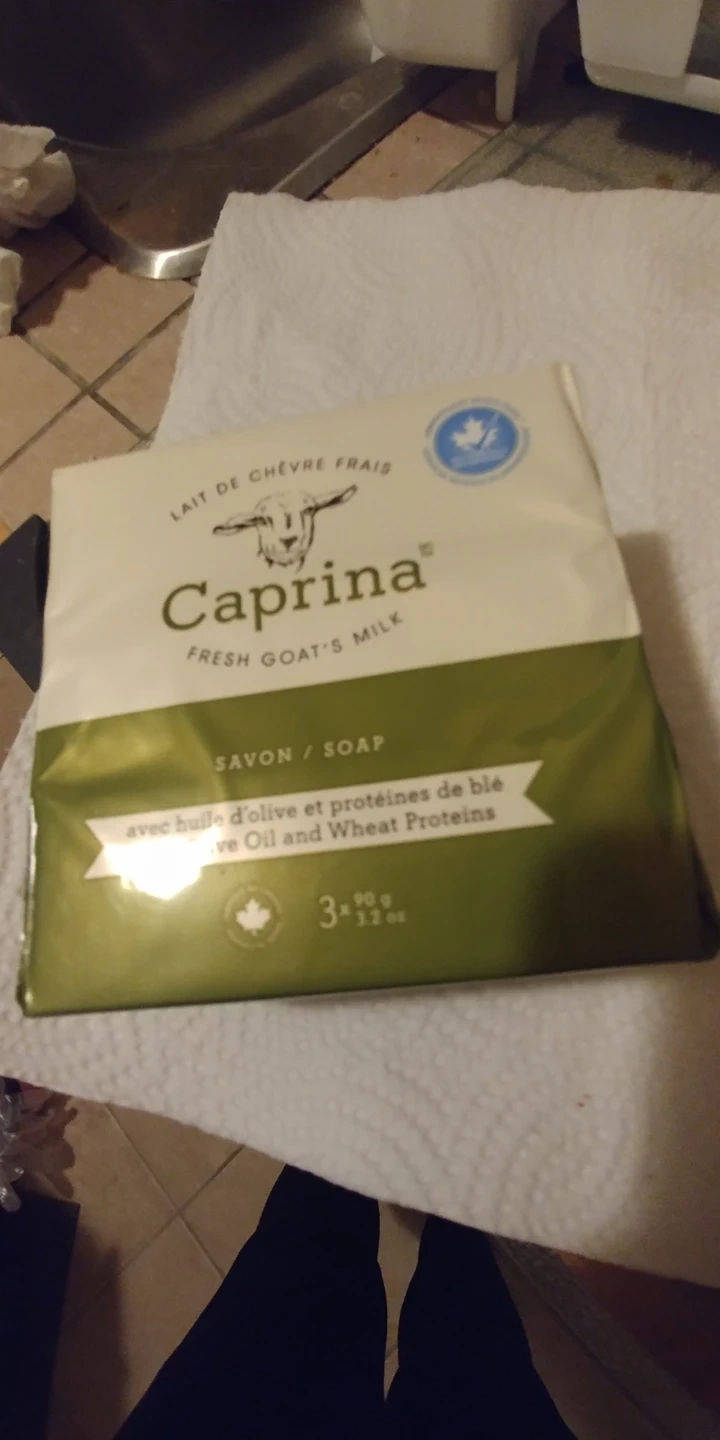 LAIT DE CHÈVRE FRAIS
Caprina
FRESH GOAT'S MILK
SAVON / SOAP
avec huile d'olive et protéines de blé
Oil and Wheat Proteins
3x 90 g
3.2 oz